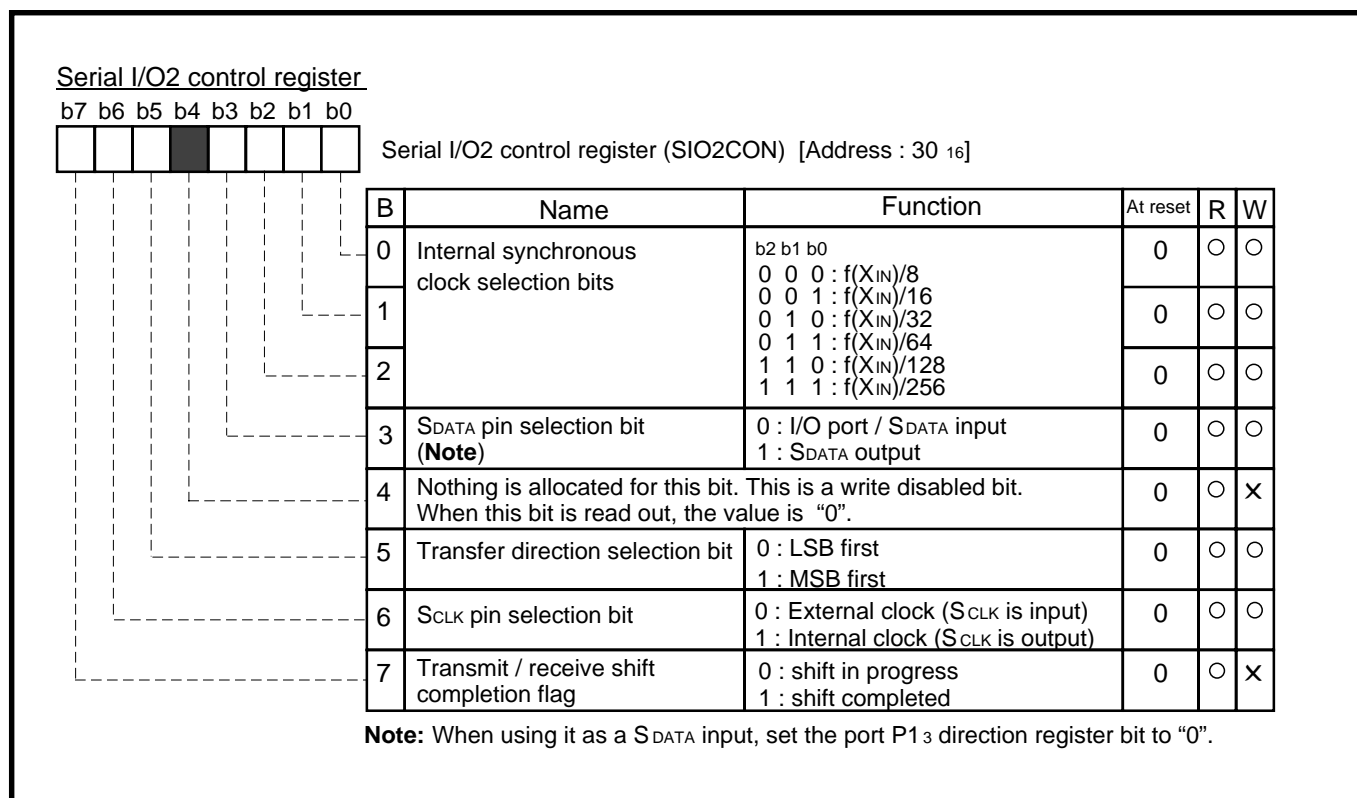 Serial I/O2 control register
b7 b6 b5 b4 b3 b2 b1 b0
Serial I/O2 control register (SIO2CON) [Address : 30 16]
B Name Function At reset R W
0 Internal synchronous clock selection bits b2 b1 b0 0 ○ ○
0 0 0 : f(XIN)/8
0 0 1 : f(XIN)/16
1 0 1 0 : f(XIN)/32 0 ○ ○
0 1 1 : f(XIN)/64
2 1 1 0 : f(XIN)/128 0 ○ ○
1 1 1 : f(XIN)/256
3 SDATA pin selection bit 0 : I/O port / SDATA input 0 ○ ○
(Note) 1 : SDATA output
4 Nothing is allocated for this bit. This is a write disabled bit. 0 ○ ×
When this bit is read out, the value is “0”.
5 Transfer direction selection bit 0 : LSB first 0 ○ ○
1 : MSB first
6 SCLK pin selection bit 0 : External clock (SCLK is input) 0 ○ ○
1 : Internal clock (SCLK is output)
7 Transmit / receive shift 0 : shift in progress 0 ○ ×
completion flag 1 : shift completed
Note: When using it as a SDATA input, set the port P13 direction register bit to “0”.